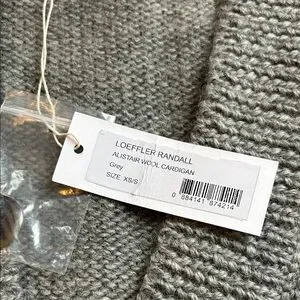 LOEFFLER RANDALL
ALISTAIR WOOL CARDIGAN
Grey
SIZE: XS/S
0 884141 874214